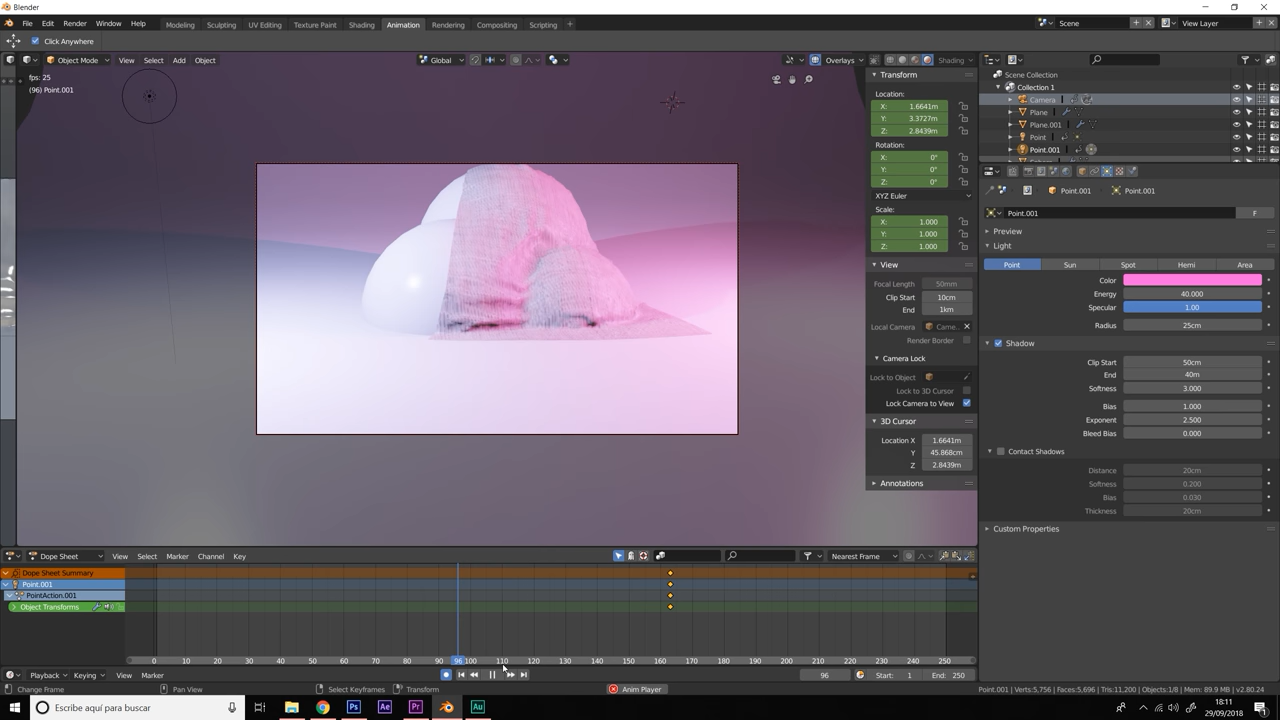 Blender
File Edit Render Window Help Modeling Sculpting UV Editing Texture Paint Shading Animation Rendering Compositing Scripting + Scene View Layer
Click Anywhere
Object Mode View Select Add Object Global Overlays Shading
fps: 25
(96) Point.001
Transform
Location:
X: 1.6641m
Y: 3.3727m
Z: 2.8439m
Rotation:
X: 0°
Y: 0°
Z: 0°
XYZ Euler
Scale:
X: 1.000
Y: 1.000
Z: 1.000
View
Focal Length 50mm
Clip Start 10cm
End 1km
Local Camera Came...
Render Border
Camera Lock
Lock to Object
Lock to 3D Cursor
Lock Camera to View
3D Cursor
Location X 1.6641m
Y 45.868cm
Z 2.8439m
Annotations
Scene Collection
Collection 1
Camera
Plane
Plane.001
Point
Point.001
Point.001 Point.001
Point.001 F
Preview
Light
Point Sun Spot Hemi Area
Color
Energy 40.000
Specular 1.00
Radius 25cm
Shadow
Clip Start 50cm
End 40m
Softness 3.000
Bias 1.000
Exponent 2.500
Bleed Bias 0.000
Contact Shadows
Distance 20cm
Softness 0.200
Bias 0.030
Thickness 20cm
Custom Properties
Dope Sheet View Select Marker Channel Key Nearest Frame
Dope Sheet Summary
Point.001
PointAction.001
Object Transforms
0 10 20 30 40 50 60 70 80 90 96 100 110 120 130 140 150 160 170 180 190 200 210 220 230 240 250
Playback Keying View Marker 96 Start: 1 End: 250
Change Frame Pan View Select Keyframes Transform Anim Player Point.001 | Verts:5,756 | Faces:5,696 | Tris:11,200 | Objects:1/8 | Mem: 89.9 MB | v2.80.24
Escribe aquí para buscar Ps Ae Pr Au 18:11
29/09/2018